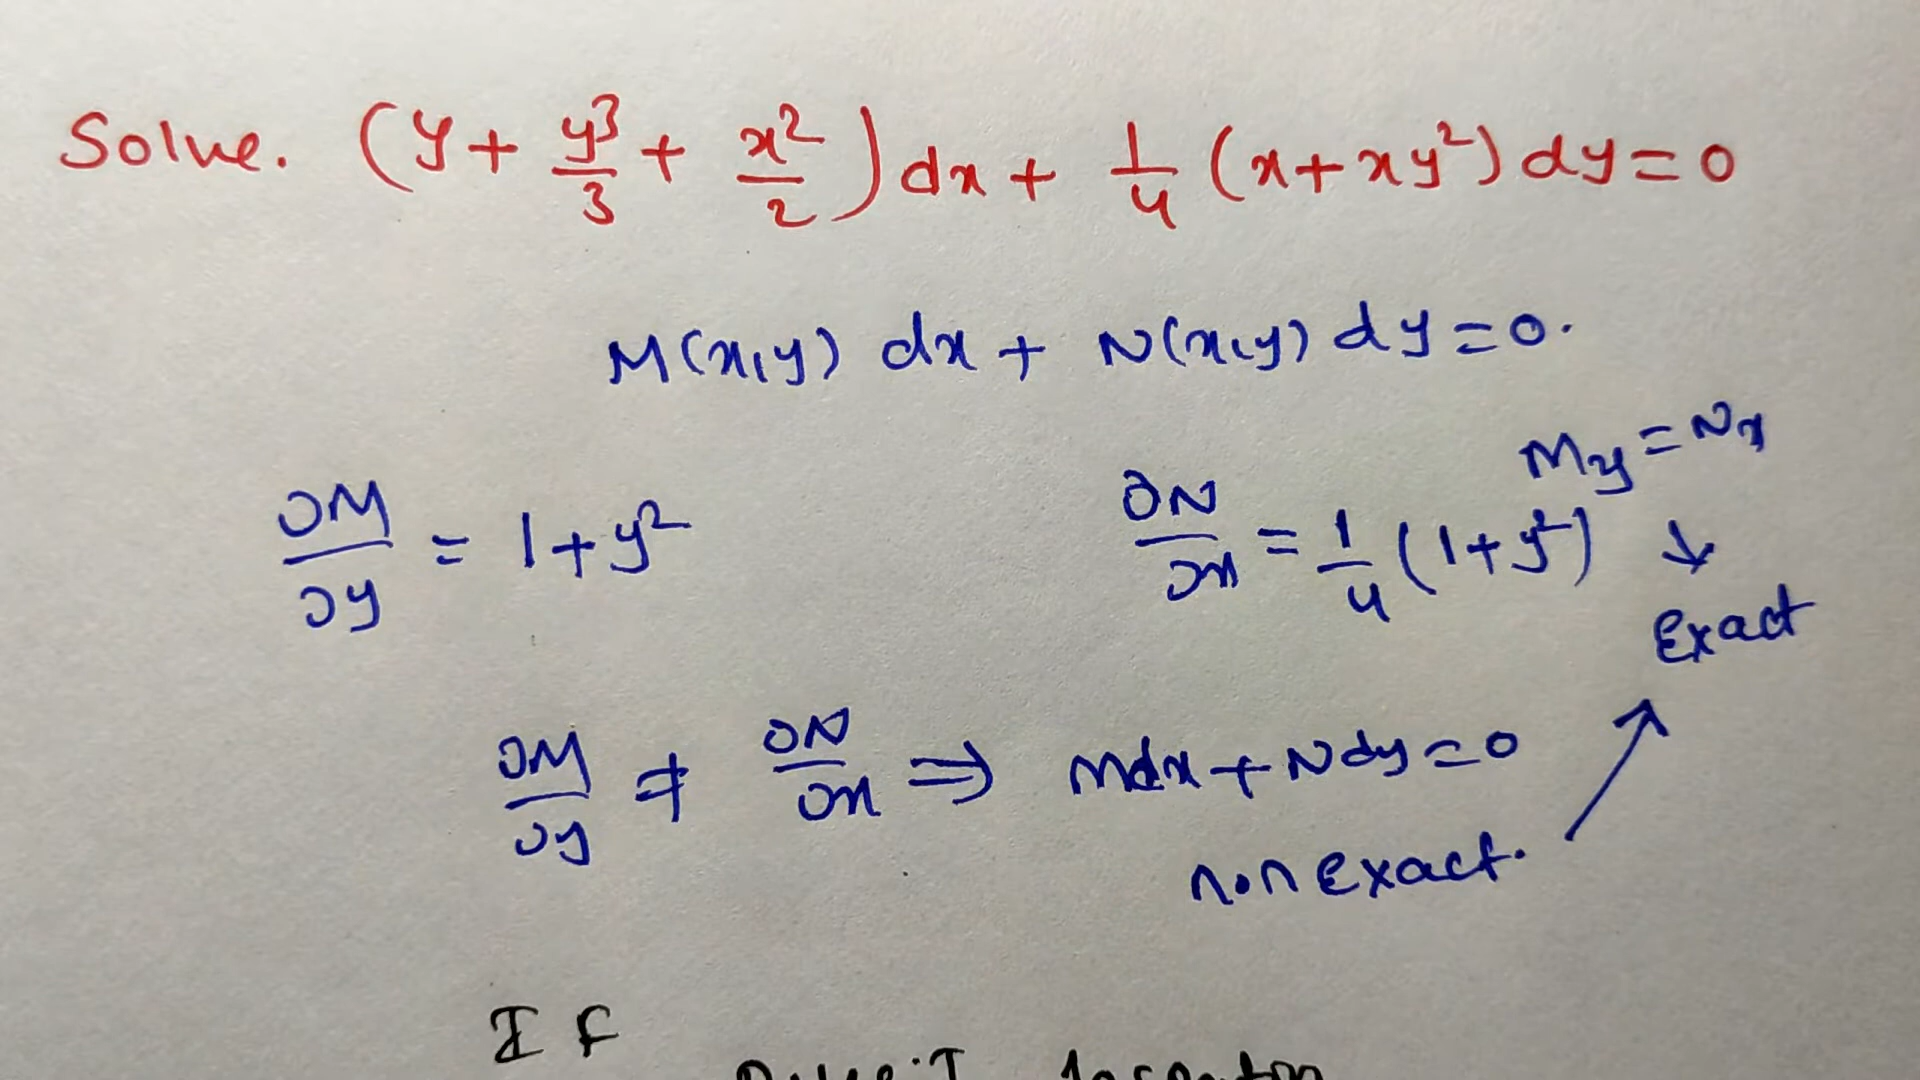 Solve. (y + y³/3 + x²/2) dx + 1/4 (x + xy²) dy = 0
M(x,y) dx + N(x,y) dy = 0.
My = Nx
∂M/∂y = 1 + y²
∂N/∂x = 1/4 (1 + y²)
↓
Exact
∂M/∂y ≠ ∂N/∂x ⇒ Mdx + Ndy = 0
non exact.
I F